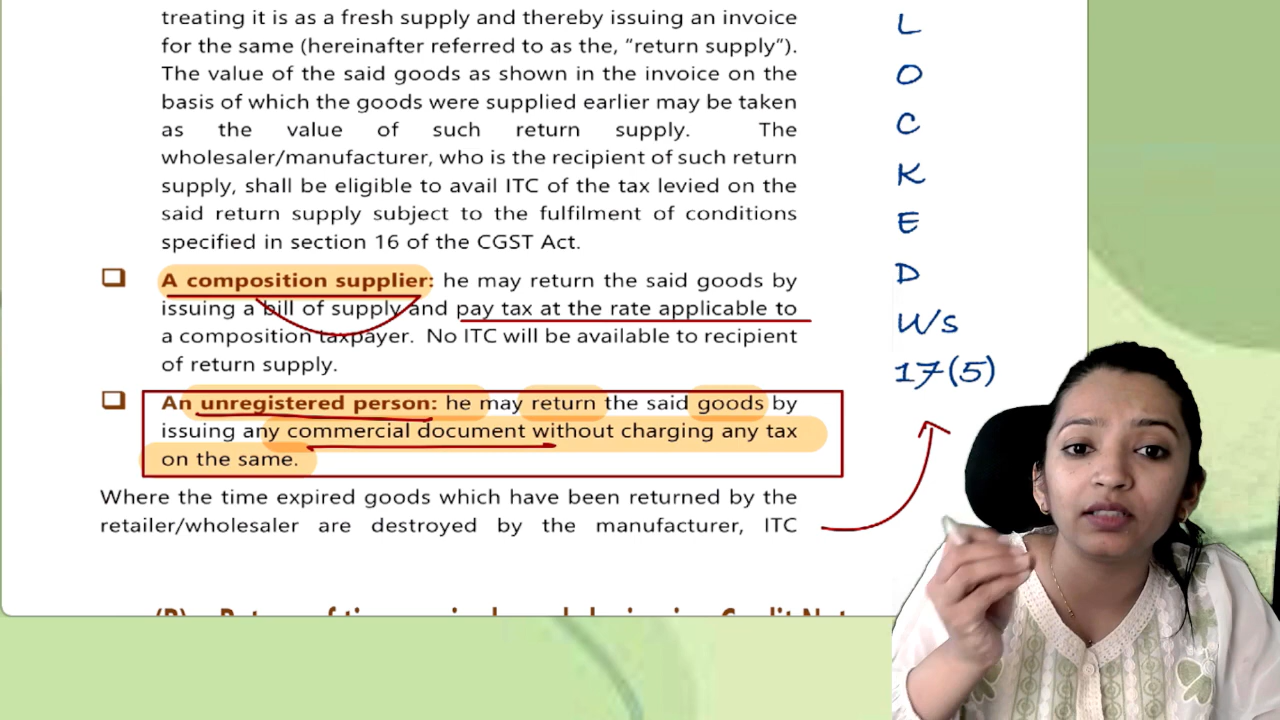 treating it is as a fresh supply and thereby issuing an invoice
for the same (hereinafter referred to as the, “return supply”).
The value of the said goods as shown in the invoice on the
basis of which the goods were supplied earlier may be taken
as the value of such return supply. The
wholesaler/manufacturer, who is the recipient of such return
supply, shall be eligible to avail ITC of the tax levied on the
said return supply subject to the fulfilment of conditions
specified in section 16 of the CGST Act.
A composition supplier: he may return the said goods by
issuing a bill of supply and pay tax at the rate applicable to
a composition taxpayer. No ITC will be available to recipient
of return supply.
An unregistered person: he may return the said goods by
issuing any commercial document without charging any tax
on the same.
Where the time expired goods which have been returned by the
retailer/wholesaler are destroyed by the manufacturer, ITC
L
O
C
K
E
D
U/s
17(5)